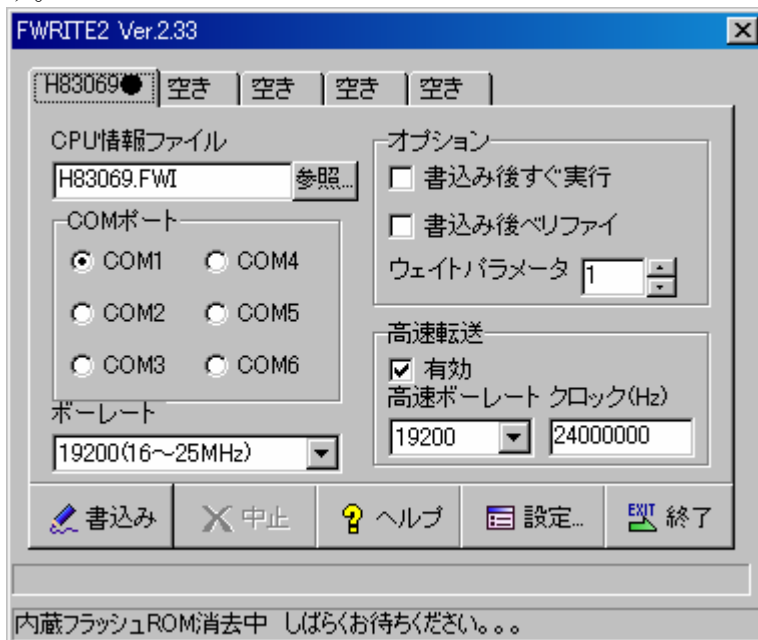 FWRITE2 Ver.2.33
H83069● 空き 空き 空き 空き
CPU情報ファイル
H83069.FWI 参照...
COMポート
COM1 COM4
COM2 COM5
COM3 COM6
ボーレート
19200(16～25MHz)
オプション
書込み後すぐ実行
書込み後ベリファイ
ウェイトパラメータ 1
高速転送
有効
高速ボーレート クロック(Hz)
19200 24000000
書込み 中止 ヘルプ 設定... EXIT 終了
内蔵フラッシュROM消去中 しばらくお待ちください。。。